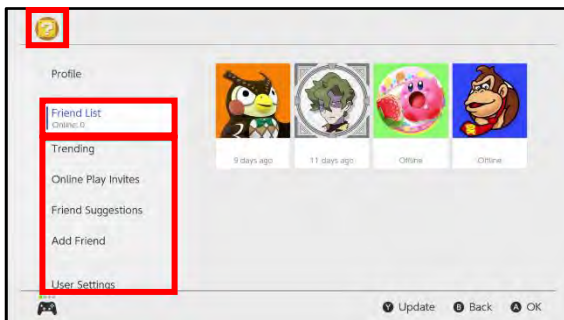 Profile
Friend List
Online: 0
Trending
Online Play Invites
Friend Suggestions
Add Friend
User Settings
9 days ago
11 days ago
Offline
Offline
Y Update
B Back
A OK